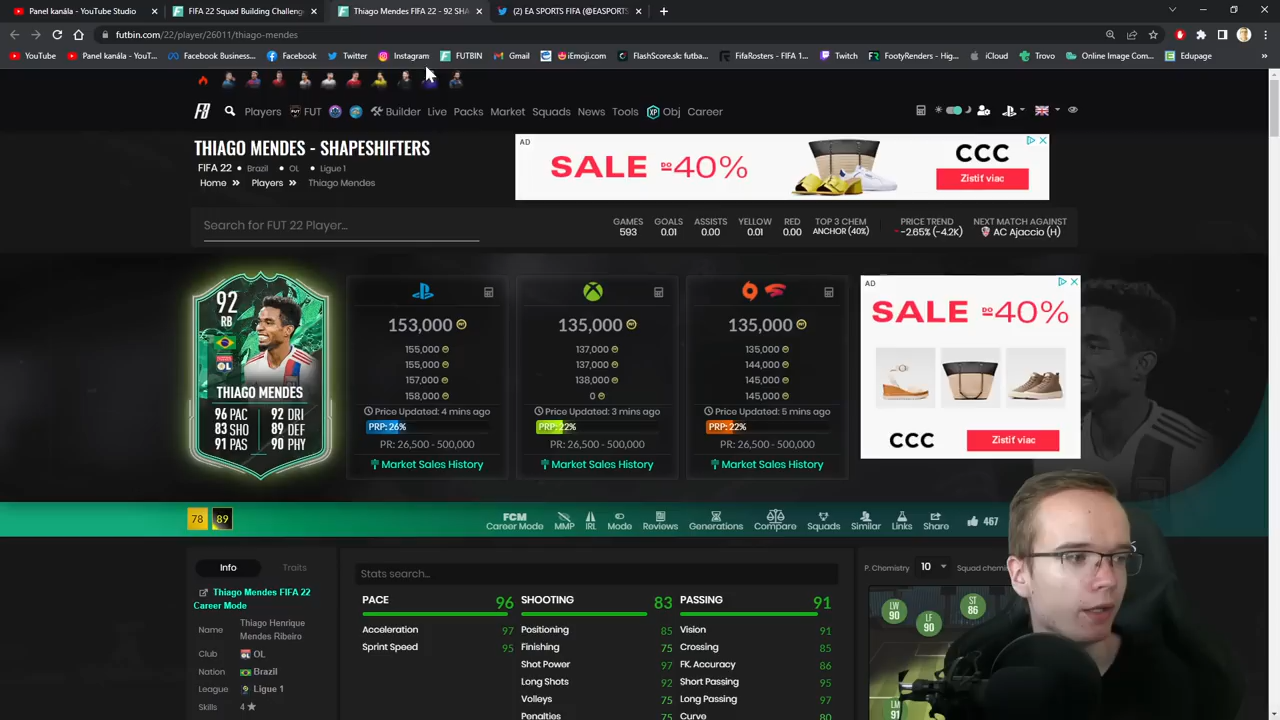 Panel kanála - YouTube Studio
FIFA 22 Squad Building Challeng
Thiago Mendes FIFA 22 - 92 SHA
(2) EA SPORTS FIFA (@EASPORTS
futbin.com/22/player/26011/thiago-mendes
YouTube
Panel kanála - YouT...
Facebook Business...
Facebook
Twitter
Instagram
FUTBIN
Gmail
iEmoji.com
FlashScore.sk: futba...
FifaRosters - FIFA 1...
Twitch
FootyRenders - Hig...
iCloud
Trovo
Content Manageme...
Edupage
Players
FUT
Builder
Live
Packs
Market
Squads
News
Tools
XP Obj
Career
THIAGO MENDES - SHAPESHIFTERS
FIFA 22 • Brazil • OL • Ligue 1
Home » Players » Thiago Mendes
AD
SALE DO -40%
CCC
Zistiť viac
Search for FUT 22 Player...
GAMES 593
GOALS 0.01
ASSISTS 0.00
YELLOW 0.01
RED 0.00
TOP 3 CHEM ANCHOR (40%)
PRICE TREND -2.65% (-4.2K)
NEXT MATCH AGAINST AC Ajaccio (H)
92
RB
THIAGO MENDES
96 PAC 92 DRI
83 SHO 89 DEF
91 PAS 90 PHY
153,000
155,000
155,000
157,000
158,000
Price Updated: 4 mins ago
PRP: 26%
PR: 26,500 - 500,000
Market Sales History
135,000
137,000
137,000
138,000
0
Price Updated: 3 mins ago
PRP: 22%
PR: 26,500 - 500,000
Market Sales History
135,000
135,000
144,000
145,000
145,000
Price Updated: 5 mins ago
PRP: 22%
PR: 26,500 - 500,000
Market Sales History
AD
SALE DO -40%
CCC
Zistiť viac
78
89
FCM Career Mode
MMP
IRL
Mode
Reviews
Generations
Compare
Squads
Similar
Links
Share
467
Info
Traits
Thiago Mendes FIFA 22
Career Mode
Name Thiago Henrique
Mendes Ribeiro
Club OL
Nation Brazil
League Ligue 1
Skills 4
Stats search...
PACE 96
Acceleration 97
Sprint Speed 95
SHOOTING 83
Positioning 85
Finishing 75
Shot Power 97
Long Shots 92
Volleys 75
Penalties 75
PASSING 91
Vision 91
Crossing 85
FK. Accuracy 86
Short Passing 95
Long Passing 97
Curve 80
P. Chemistry 10
Squad chemi
LW 90
LF 90
ST 86
LM 91